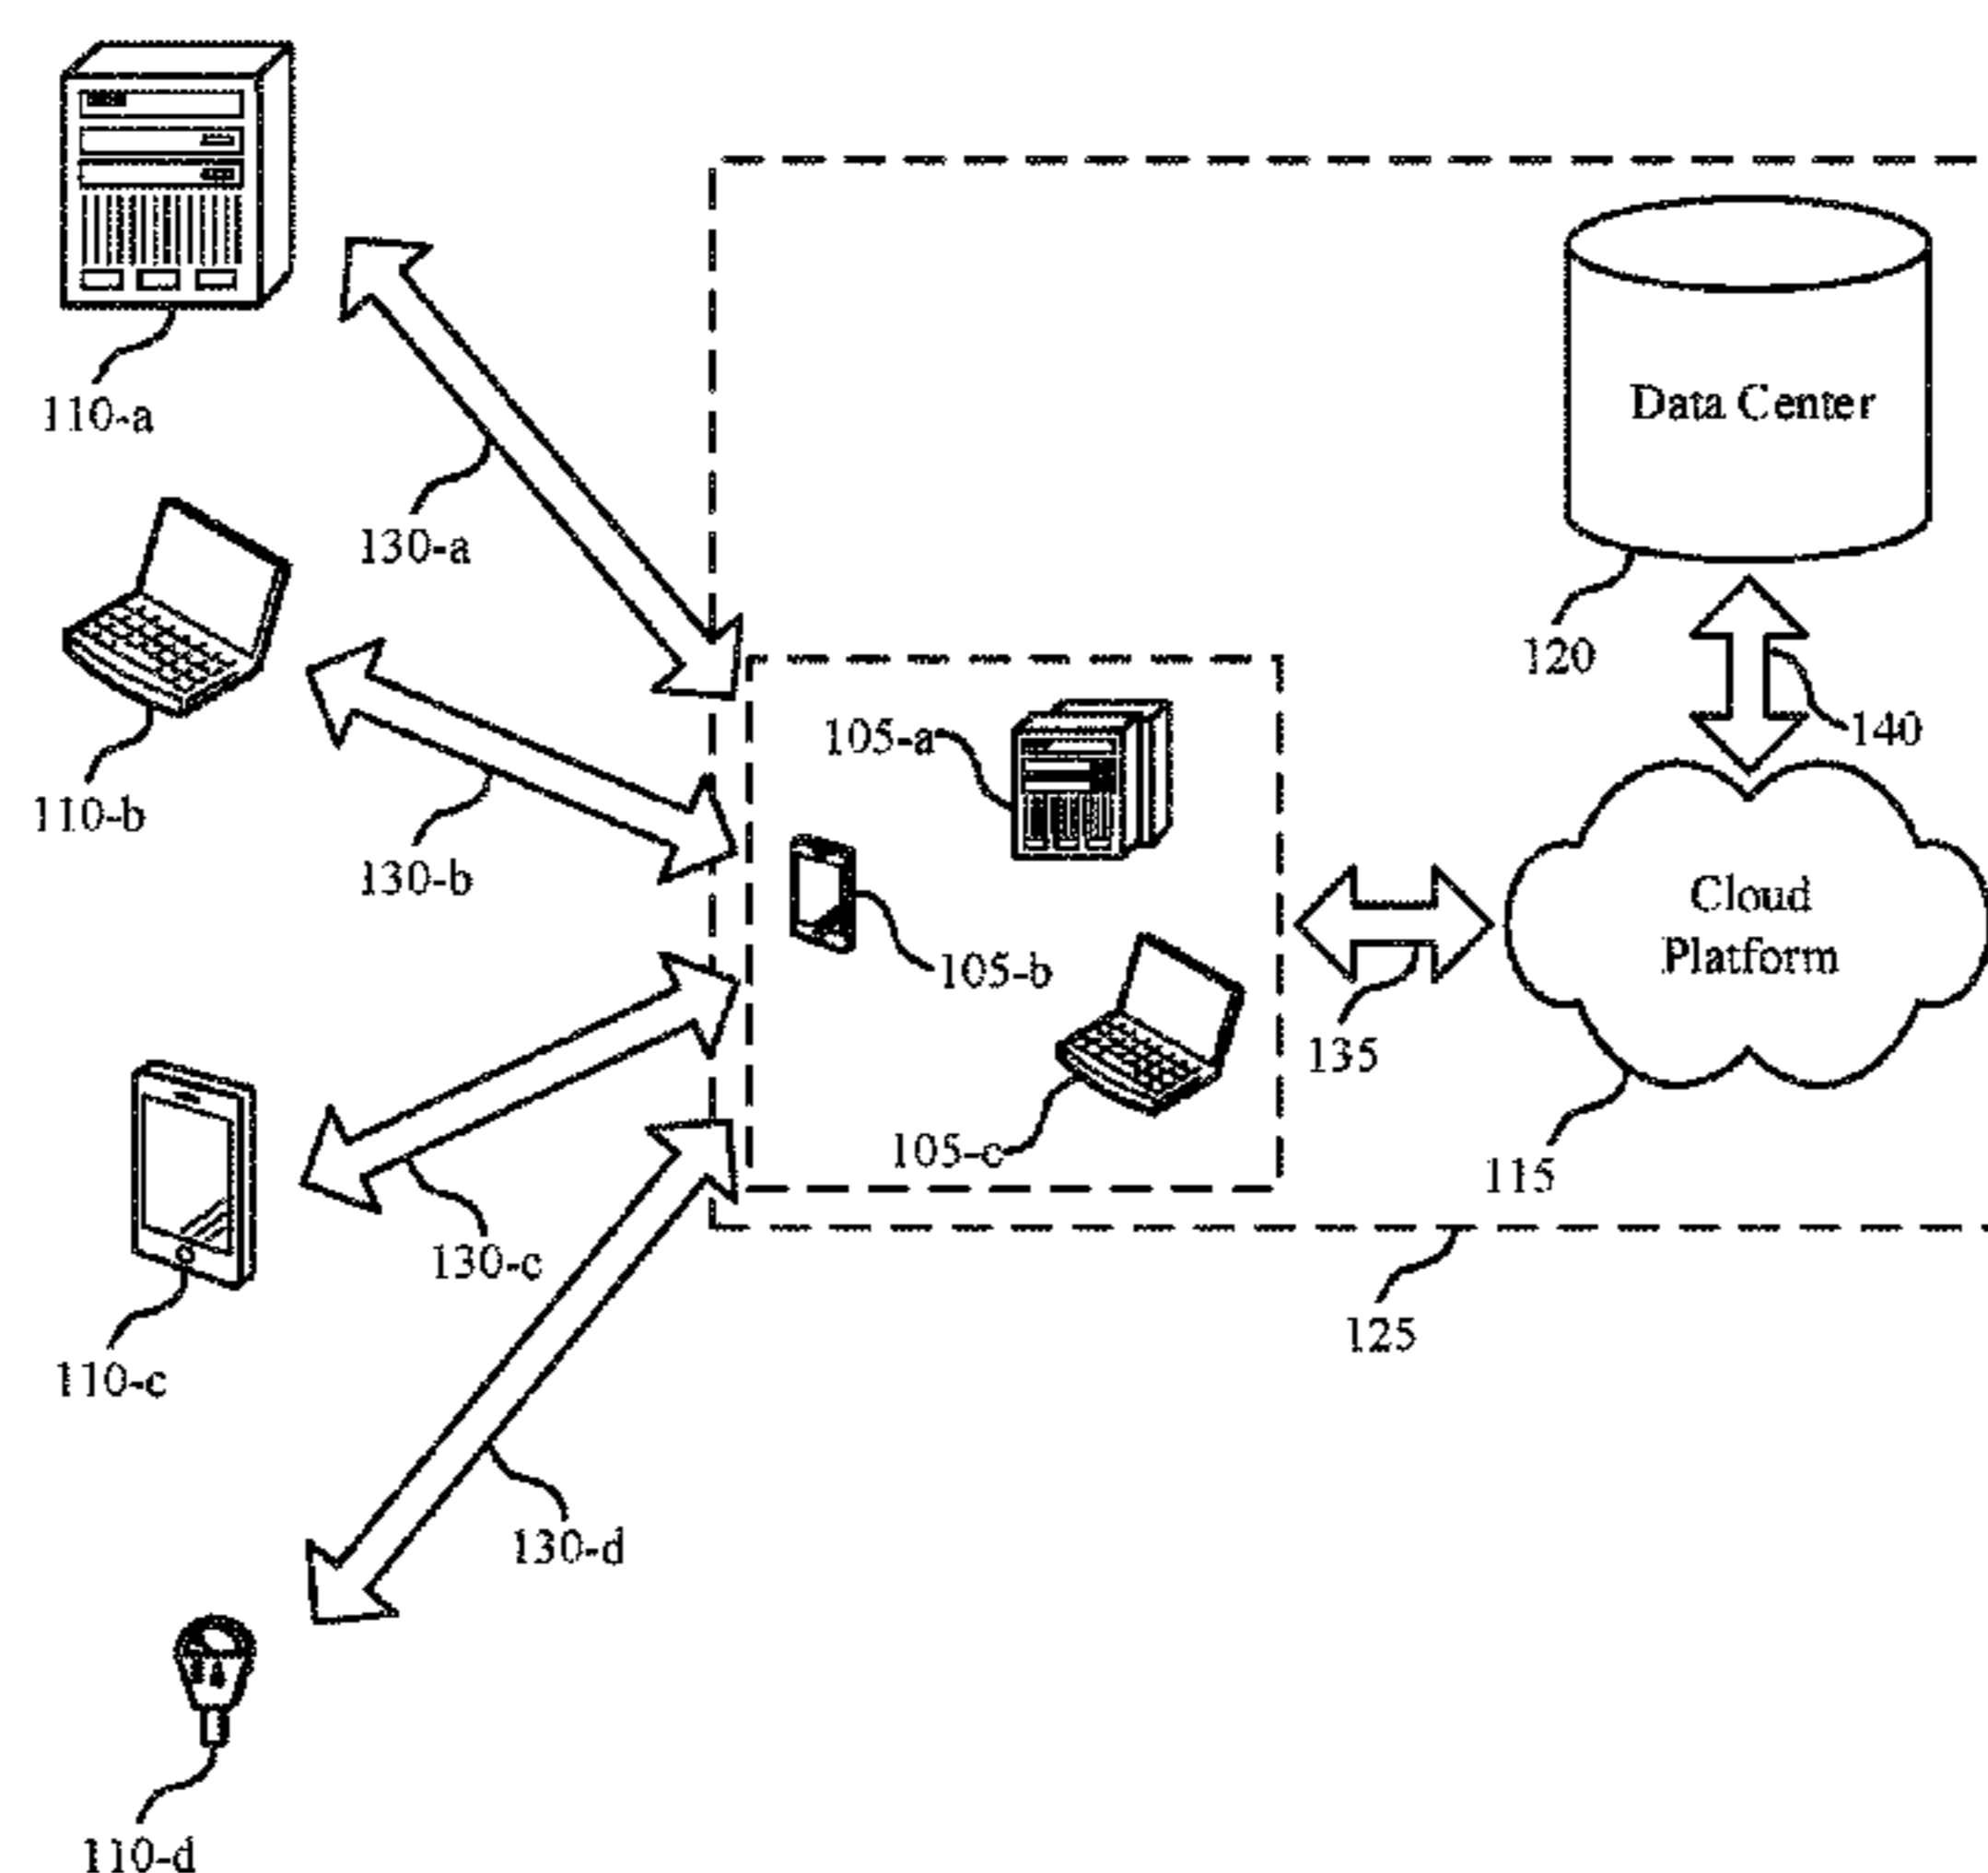 110-a
Data Center
130-a
120
105-a
140
110-b
130-b
Cloud
Platform
105-b
135
105-c
115
130-c
125
110-c
130-d
110-d